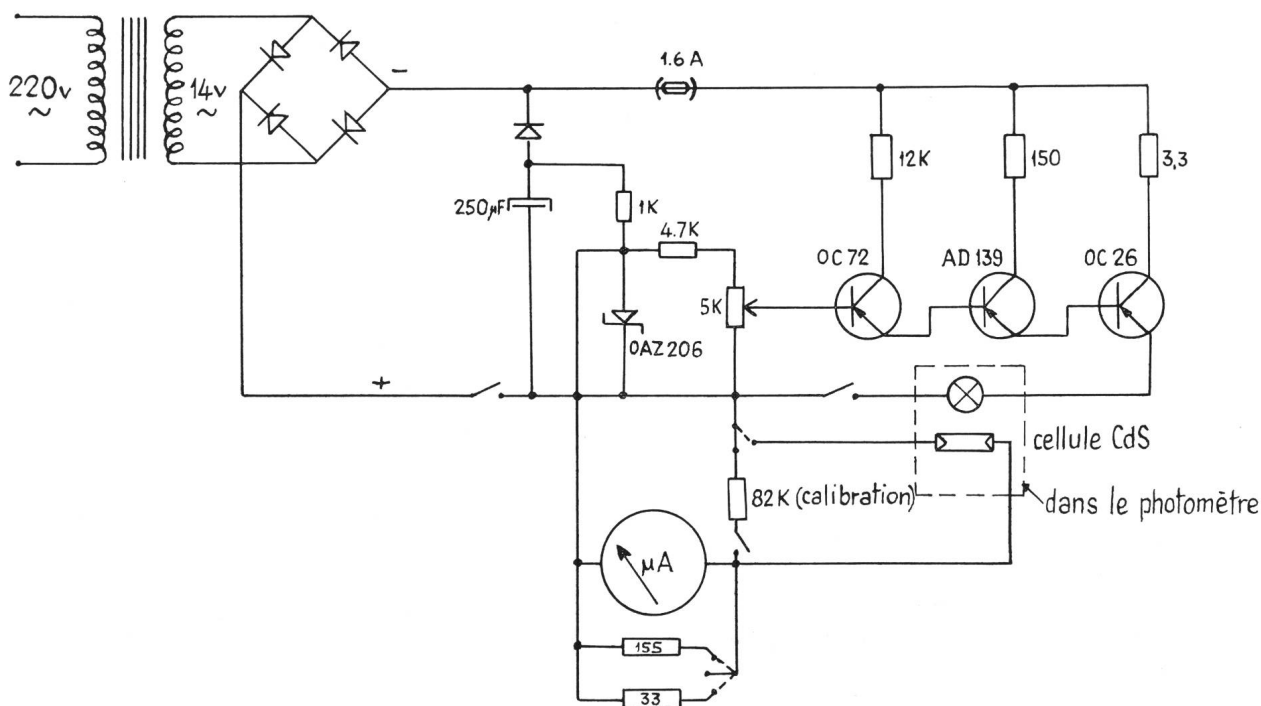 220v
~
14v
~
-
+
1.6 A
250µF
1K
4.7K
5K
OAZ 206
12K
150
3,3
OC 72
AD 139
OC 26
cellule CdS
82K (calibration)
dans le photomètre
µA
155
33